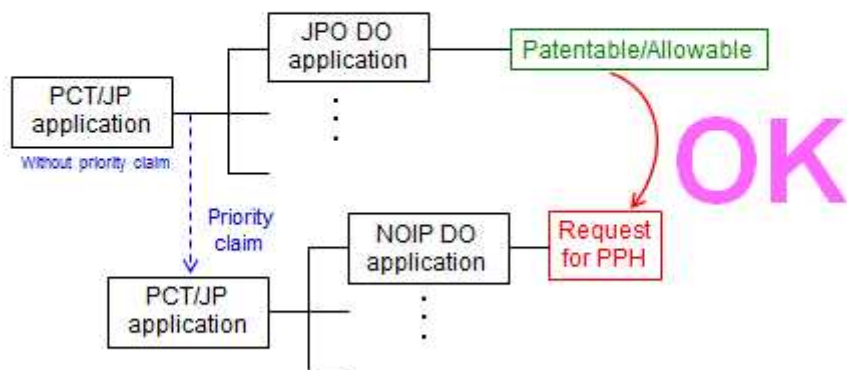 JPO DO
application
Patentable/Allowable
PCT/JP
application
Without priority claim
OK
Priority
claim
NOIP DO
application
Request
for PPH
PCT/JP
application